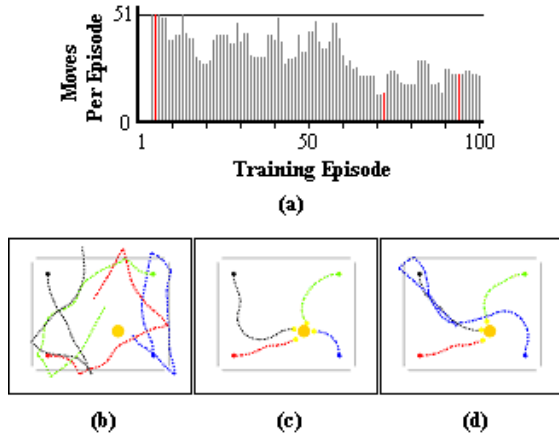 51
Moves
Per Episode
0
1 50 100
Training Episode
(a)
(b) (c) (d)